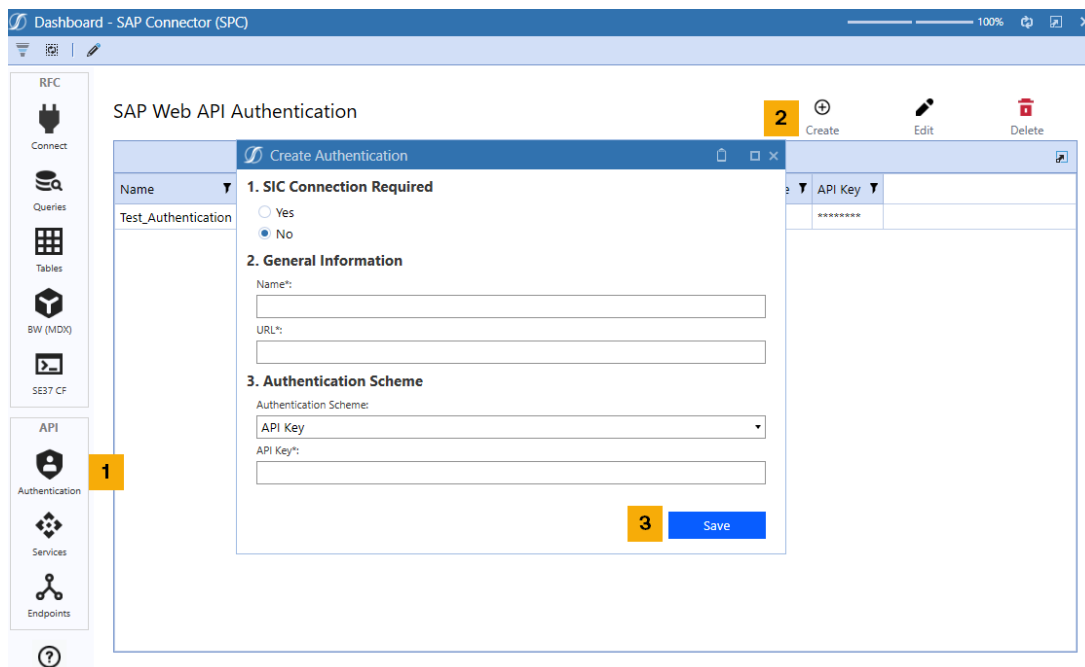 Dashboard - SAP Connector (SPC)
100%
RFC
Connect
Queries
Tables
BW (MDX)
SE37 CF
API
Authentication
1
Services
Endpoints
SAP Web API Authentication
2
Create
Edit
Delete
Name
API Key
Test_Authentication
********
Create Authentication
1. SIC Connection Required
Yes
No
2. General Information
Name*:
URL*:
3. Authentication Scheme
Authentication Scheme:
API Key
API Key*:
3
Save